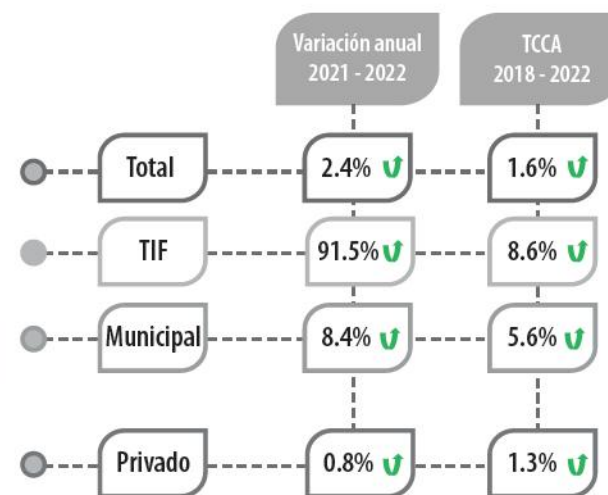 Variación anual
2021 - 2022
TCCA
2018 - 2022
Total
2.4%
1.6%
TIF
91.5%
8.6%
Municipal
8.4%
5.6%
Privado
0.8%
1.3%